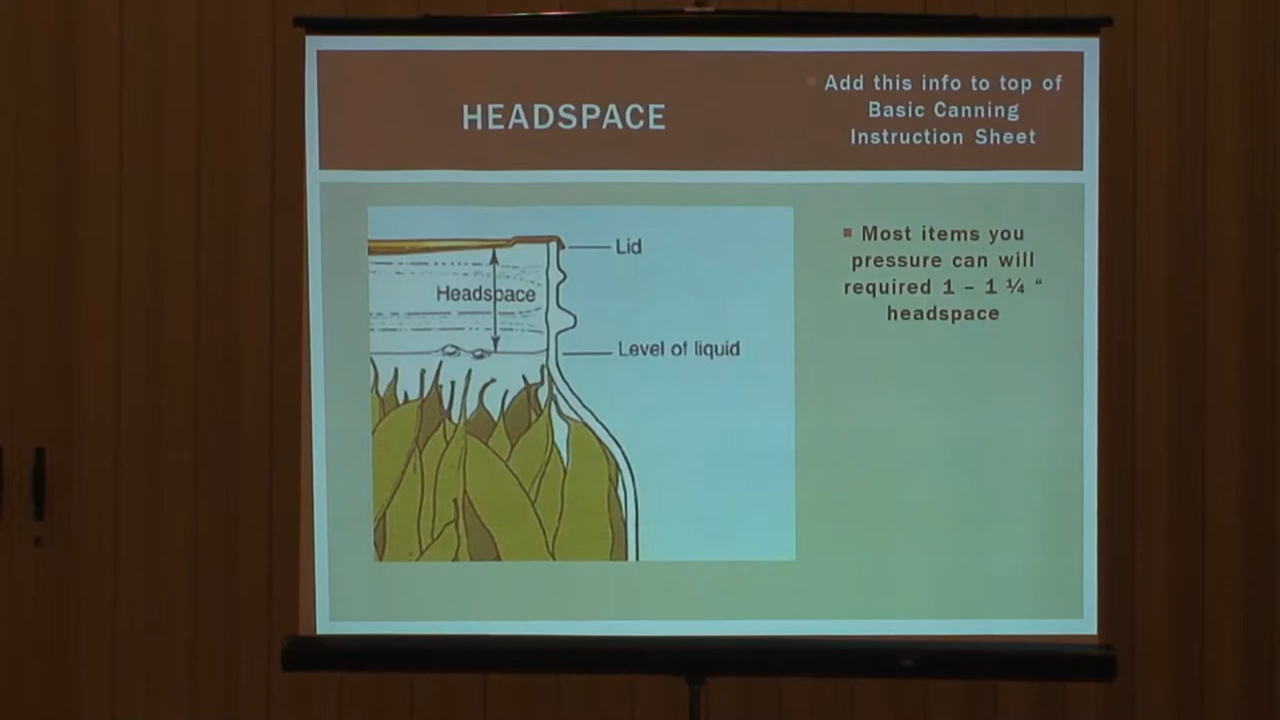 HEADSPACE
Add this info to top of
Basic Canning
Instruction Sheet
Lid
Headspace
Level of liquid
Most items you
pressure can will
required 1 – 1 ¼ “
headspace